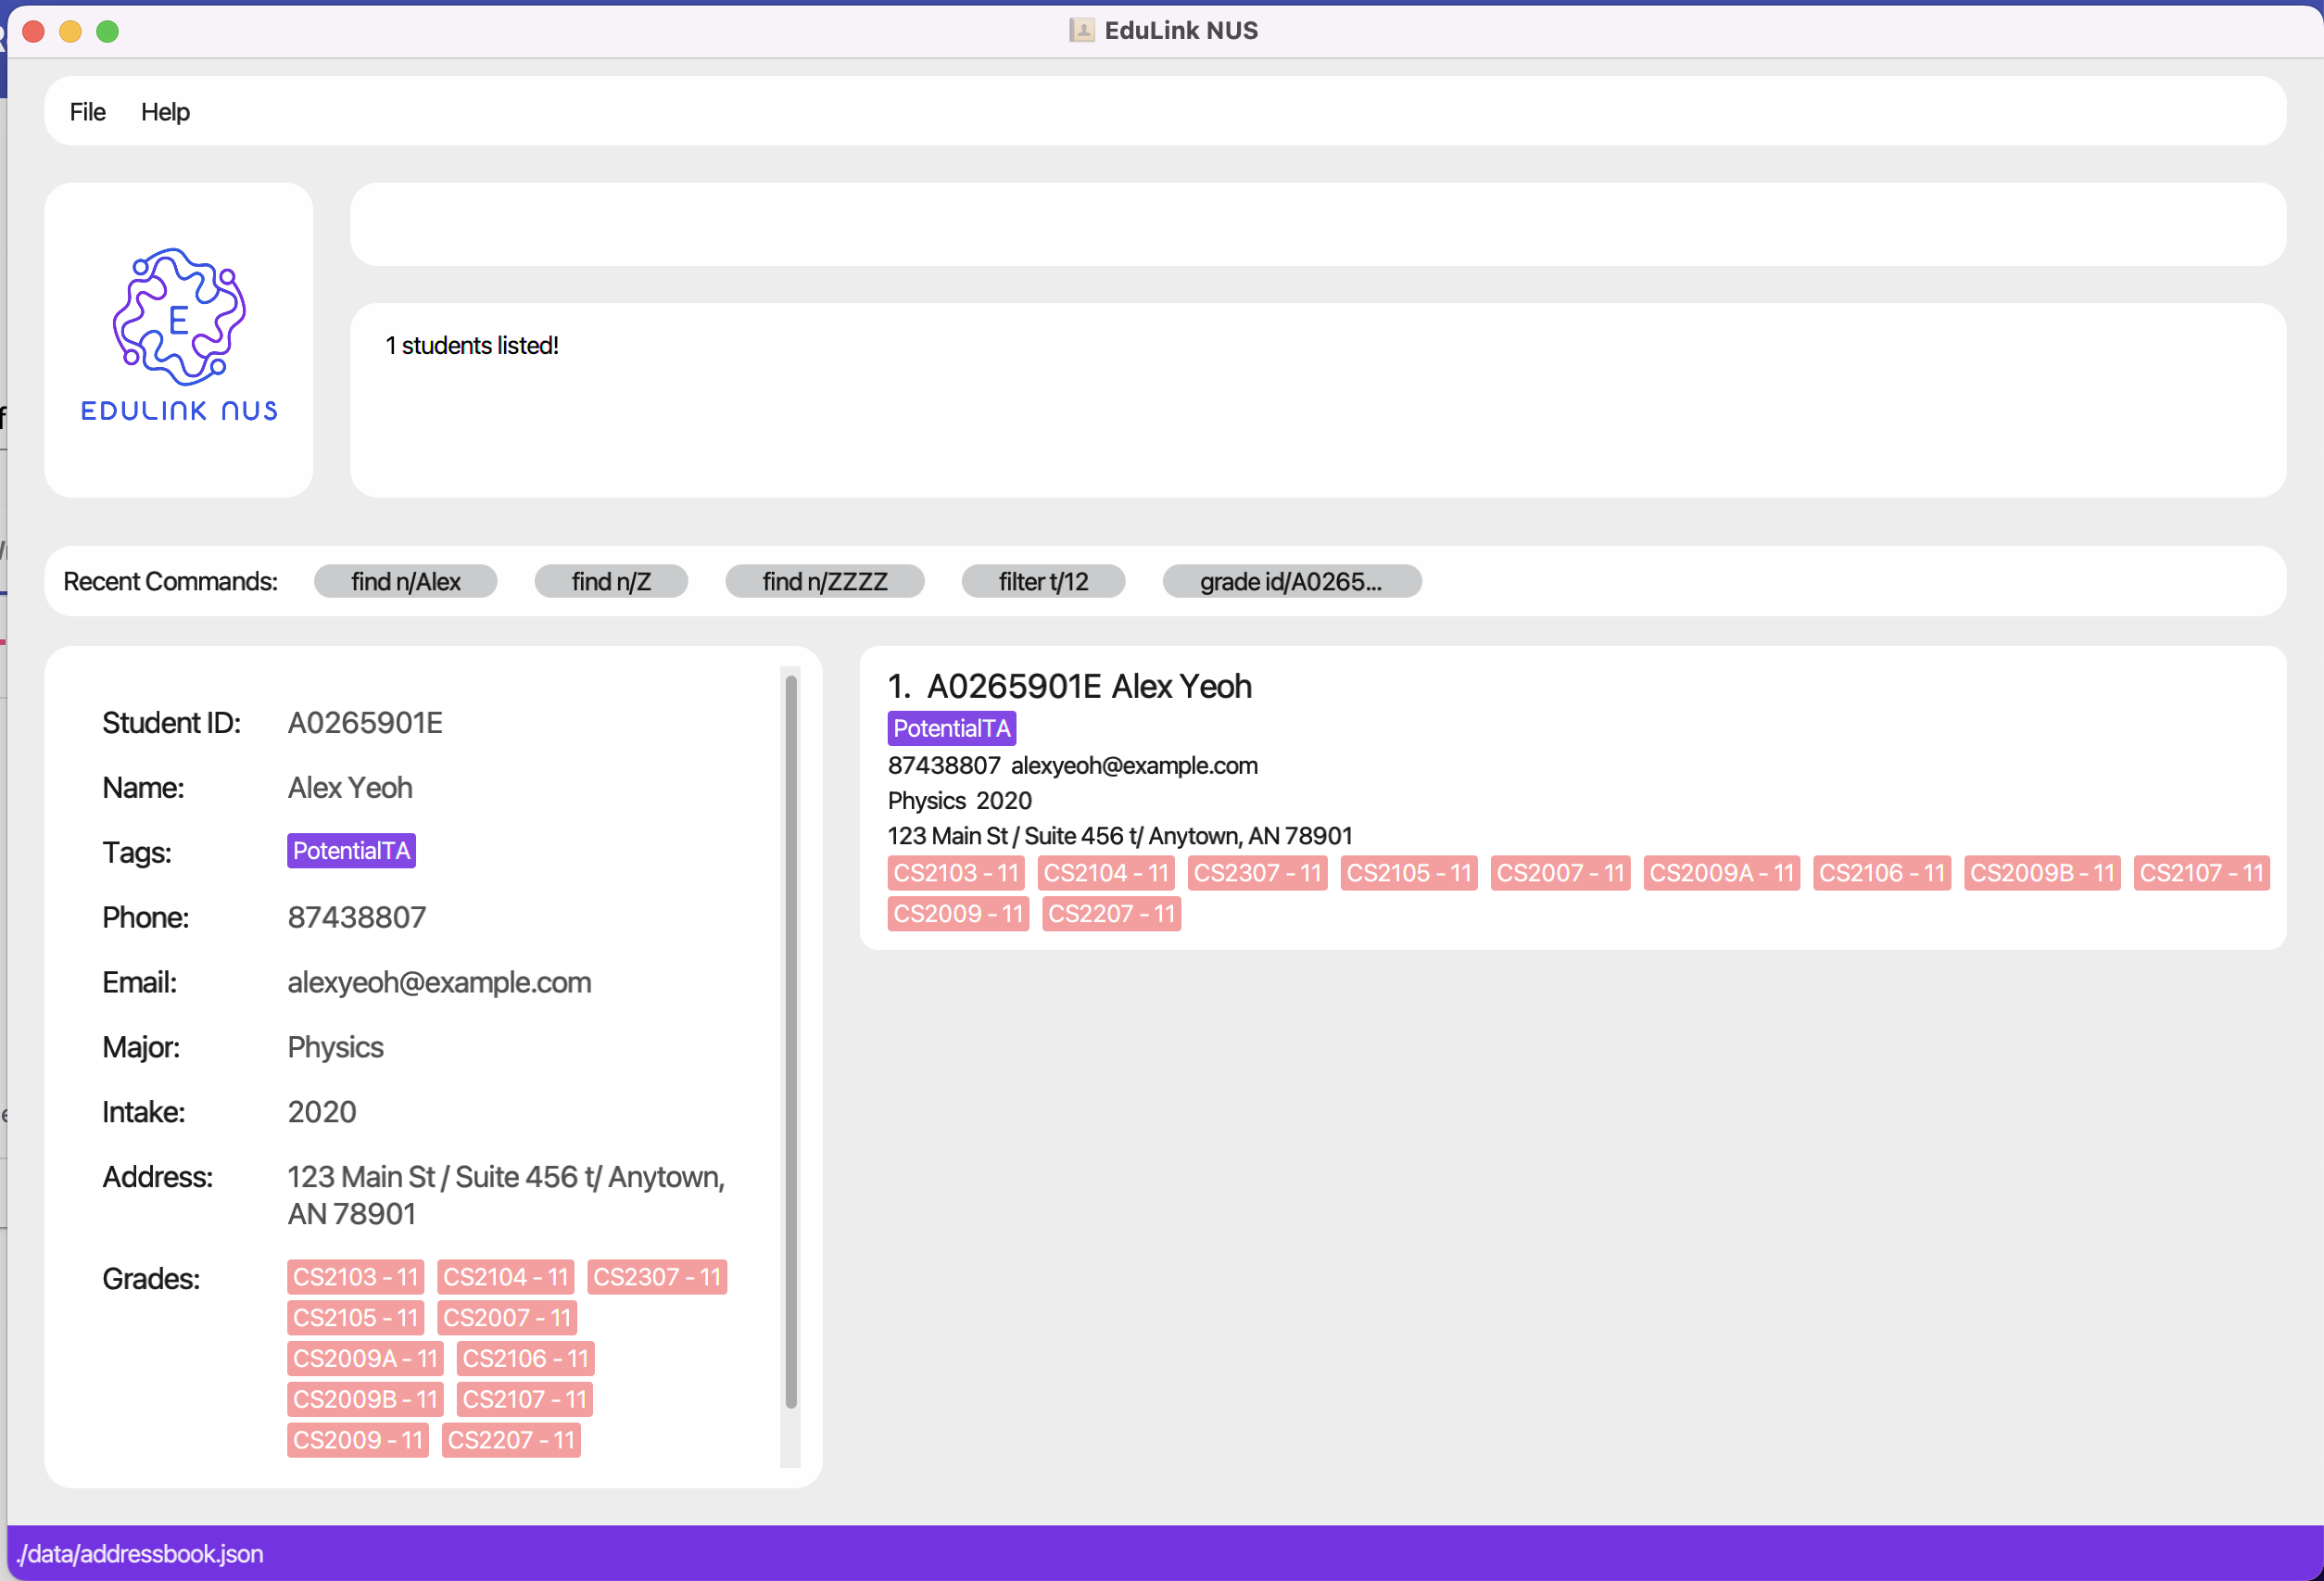 EduLink NUS
File Help
E
EDULINK NUS
1 students listed!
Recent Commands: find n/Alex find n/Z find n/ZZZZ filter t/12 grade id/A0265...
Student ID: A0265901E
Name: Alex Yeoh
Tags: PotentialTA
Phone: 87438807
Email: alexyeoh@example.com
Major: Physics
Intake: 2020
Address: 123 Main St / Suite 456 t/ Anytown,
AN 78901
Grades: CS2103 - 11 CS2104 - 11 CS2307 - 11
CS2105 - 11 CS2007 - 11
CS2009A - 11 CS2106 - 11
CS2009B - 11 CS2107 - 11
CS2009 - 11 CS2207 - 11
1. A0265901E Alex Yeoh
PotentialTA
87438807 alexyeoh@example.com
Physics 2020
123 Main St / Suite 456 t/ Anytown, AN 78901
CS2103 - 11 CS2104 - 11 CS2307 - 11 CS2105 - 11 CS2007 - 11 CS2009A - 11 CS2106 - 11 CS2009B - 11 CS2107 - 11
CS2009 - 11 CS2207 - 11
./data/addressbook.json